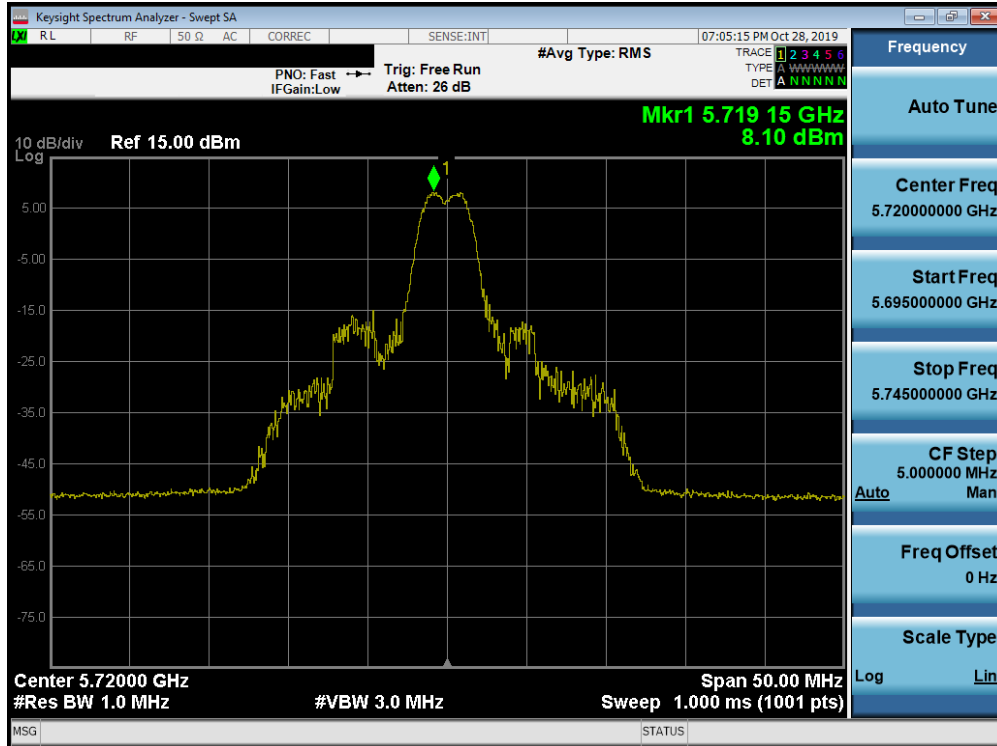 Keysight Spectrum Analyzer - Swept SA
LXI RL RF 50 Ω AC CORREC SENSE:INT 07:05:15 PM Oct 28, 2019
#Avg Type: RMS TRACE 1 2 3 4 5 6
PNO: Fast Trig: Free Run TYPE A WWWWW
IFGain:Low Atten: 26 dB DET A N N N N N
Mkr1 5.719 15 GHz
8.10 dBm
10 dB/div Ref 15.00 dBm
Log
1
5.00
-5.00
-15.0
-25.0
-35.0
-45.0
-55.0
-65.0
-75.0
Center 5.72000 GHz Span 50.00 MHz
#Res BW 1.0 MHz #VBW 3.0 MHz Sweep 1.000 ms (1001 pts)
MSG STATUS
Frequency
Auto Tune
Center Freq
5.720000000 GHz
Start Freq
5.695000000 GHz
Stop Freq
5.745000000 GHz
CF Step
5.000000 MHz
Auto Man
Freq Offset
0 Hz
Scale Type
Log Lin